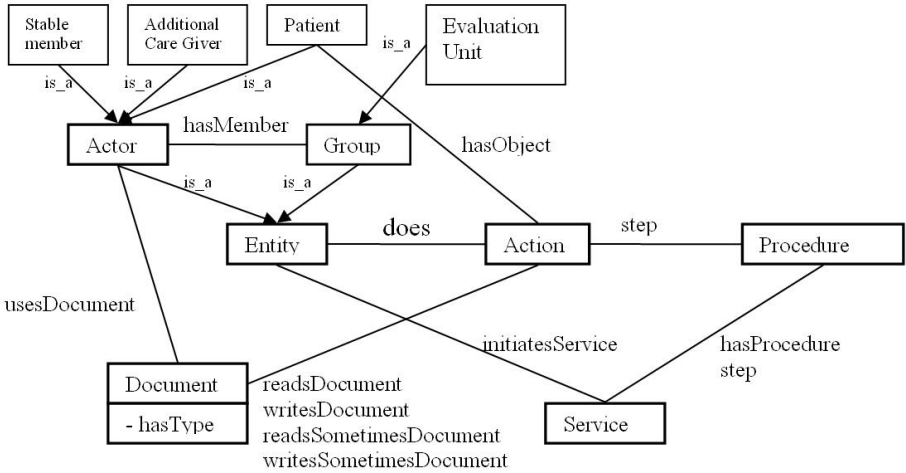 Stable
member
Additional
Care Giver
Patient
Evaluation
Unit
is_a
is_a
is_a
is_a
Actor
hasMember
Group
hasObject
is_a
is_a
Entity
does
Action
step
Procedure
usesDocument
initiatesService
hasProcedure
step
Document
- hasType
readsDocument
writesDocument
readsSometimesDocument
writesSometimesDocument
Service